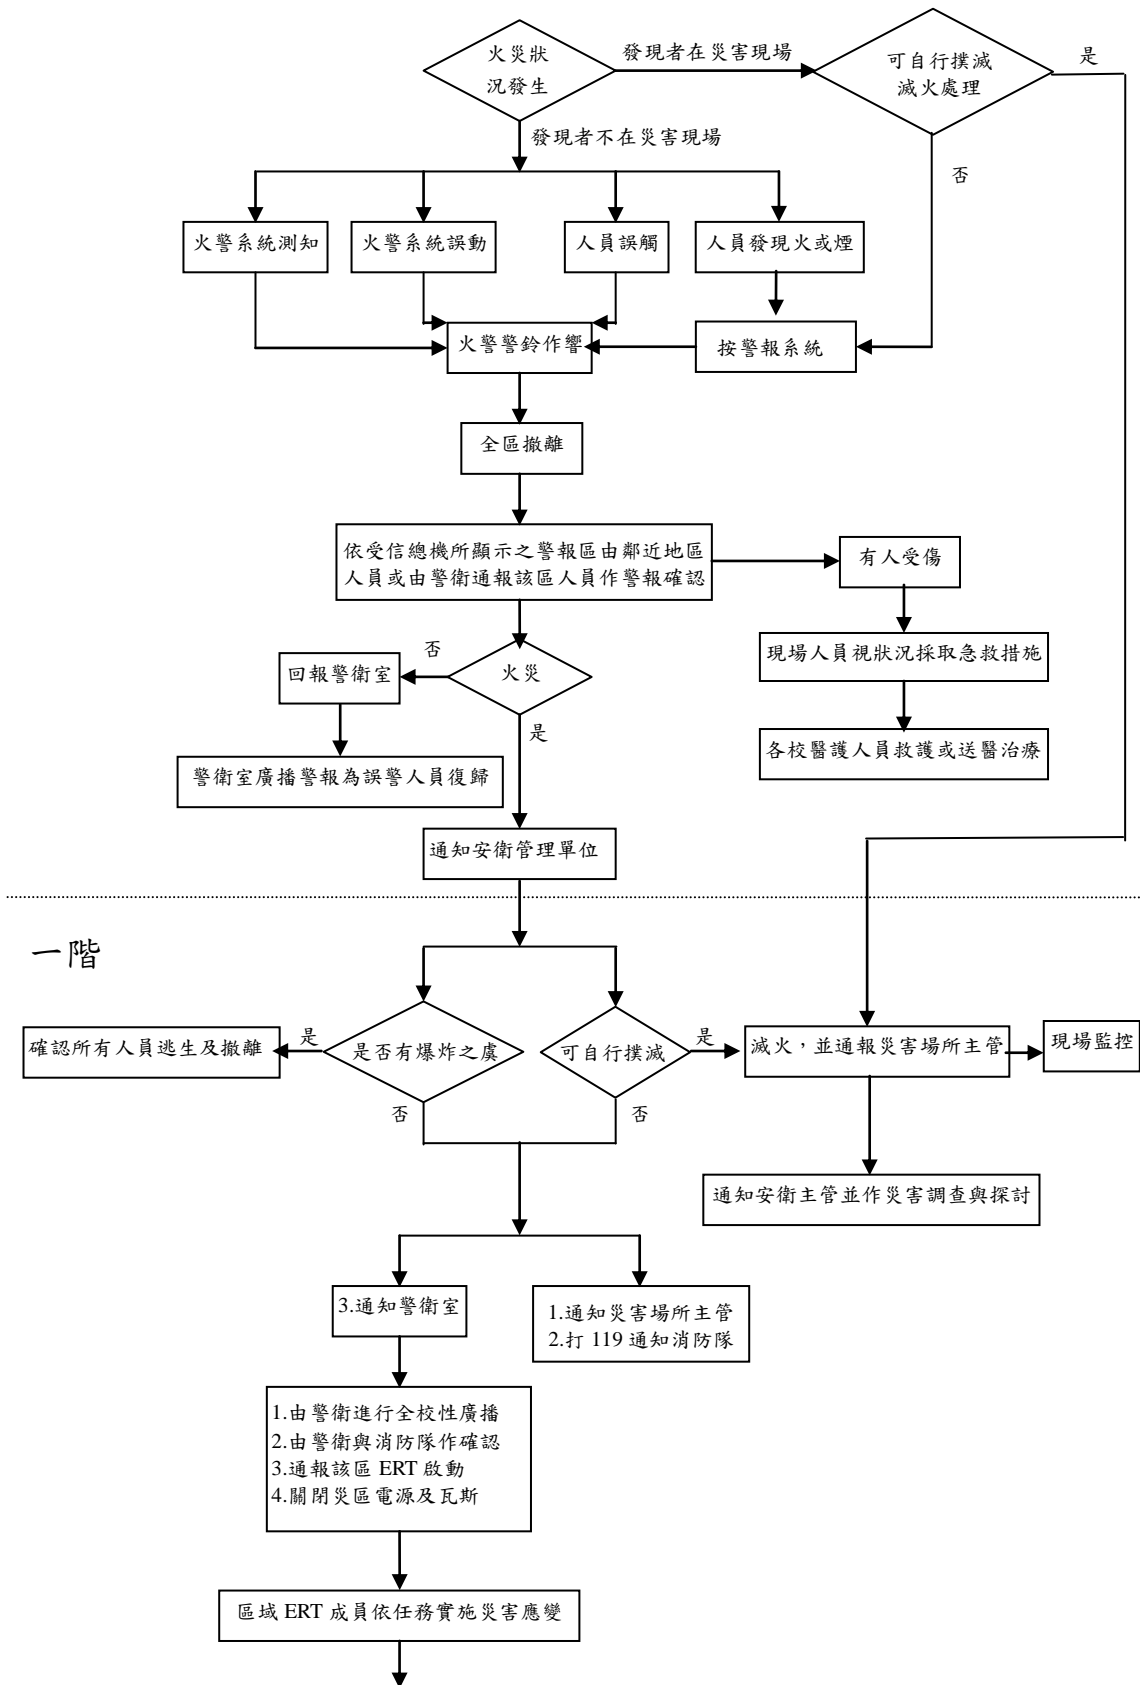 火災狀
況發生
發現者在災害現場
可自行撲滅
滅火處理
是
發現者不在災害現場
否
火警系統測知
火警系統誤動
人員誤觸
人員發現火或煙
火警警鈴作響
按警報系統
全區撤離
依受信總機所顯示之警報區由鄰近地區
人員或由警衛通報該區人員作警報確認
有人受傷
現場人員視狀況採取急救措施
各校醫護人員救護或送醫治療
否
回報警衛室
火災
是
警衛室廣播警報為誤警人員復歸
通知安衛管理單位
一階
確認所有人員逃生及撤離
是
是否有爆炸之虞
可自行撲滅
是
滅火，並通報災害場所主管
現場監控
否
否
通知安衛主管並作災害調查與探討
3.通知警衛室
1.通知災害場所主管
2.打 119 通知消防隊
1.由警衛進行全校性廣播
2.由警衛與消防隊作確認
3.通報該區 ERT 啟動
4.關閉災區電源及瓦斯
區域 ERT 成員依任務實施災害應變